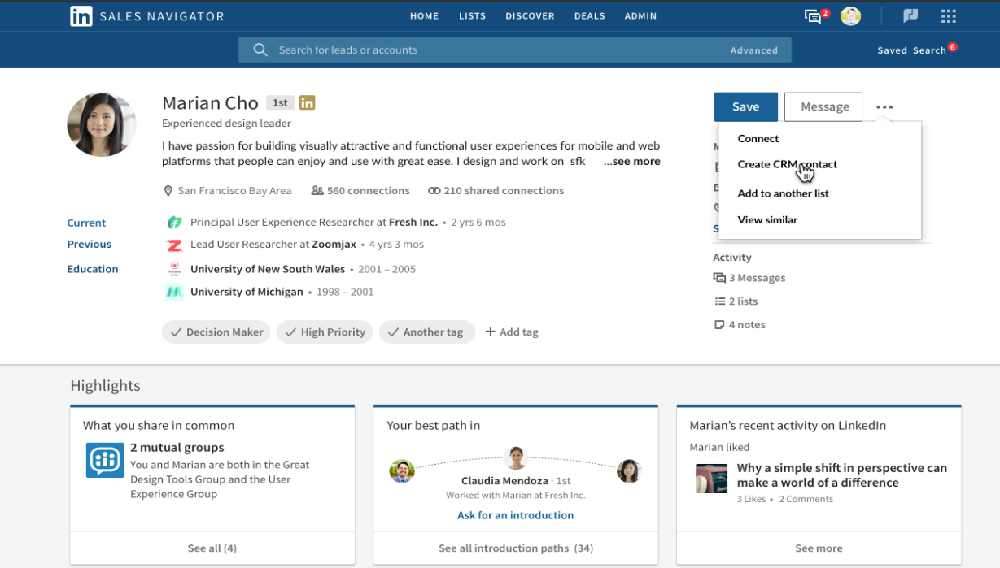 in SALES NAVIGATOR
HOME LISTS DISCOVER DEALS ADMIN
2
Search for leads or accounts Advanced
Saved Search 6
Marian Cho 1st in
Experienced design leader
I have passion for building visually attractive and functional user experiences for mobile and web
platforms that people can enjoy and use with great ease. I design and work on sfk ...see more
San Francisco Bay Area 560 connections 210 shared connections
Current Principal User Experience Researcher at Fresh Inc. • 2 yrs 6 mos
Previous Lead User Researcher at Zoomjax • 4 yrs 3 mos
Education University of New South Wales • 2001 – 2005
University of Michigan • 1998 – 2001
Decision Maker High Priority Another tag + Add tag
Save Message
Connect
Create CRM contact
Add to another list
View similar
Activity
3 Messages
2 lists
4 notes
Highlights
What you share in common
2 mutual groups
You and Marian are both in the Great
Design Tools Group and the User
Experience Group
See all (4)
Your best path in
Claudia Mendoza · 1st
Worked with Marian at Fresh Inc.
Ask for an introduction
See all introduction paths (34)
Marian's recent activity on LinkedIn
Marian liked
Why a simple shift in perspective can
make a world of a difference
3 Likes • 2 Comments
See more